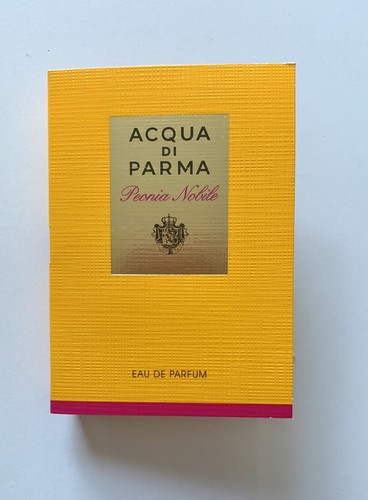 ACQUA
DI
PARMA
Peonia Nobile
EAU DE PARFUM